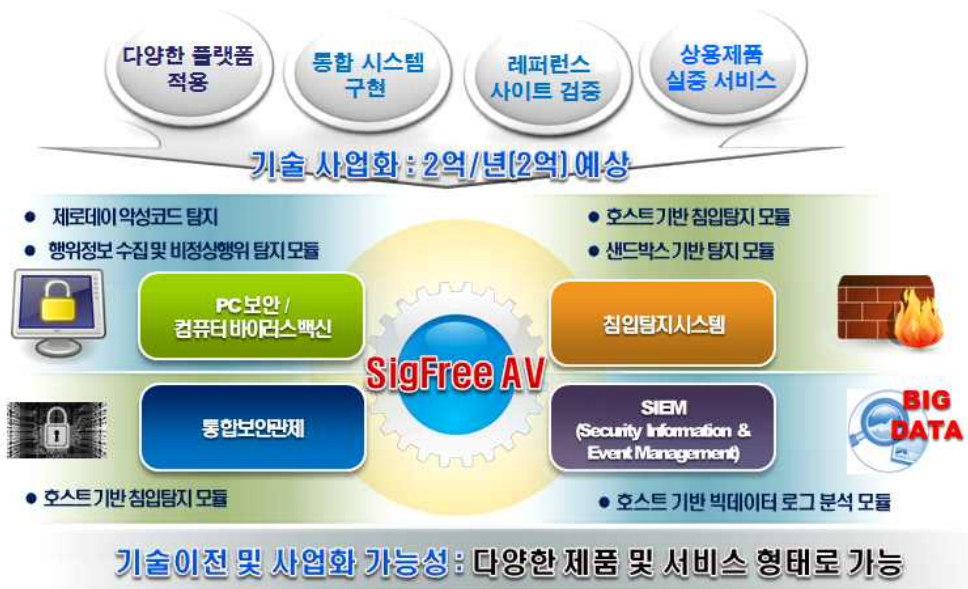 다양한 플랫폼
적용
통합 시스템
구현
레퍼런스
사이트 검증
상용제품
실증 서비스
기술 사업화 : 2억/년(2억) 예상
● 제로데이 악성코드 탐지
● 행위정보 수집 및 비정상행위 탐지 모듈
● 호스트 기반 침입탐지 모듈
● 샌드박스 기반 탐지 모듈
PC 보안 /
컴퓨터 바이러스 백신
침입탐지시스템
SigFree AV
통합보안관제
SIEM
(Security Information &
Event Management)
BIG
DATA
● 호스트 기반 침입탐지 모듈
● 호스트 기반 빅데이터 로그 분석 모듈
기술이전 및 사업화 가능성 : 다양한 제품 및 서비스 형태로 가능